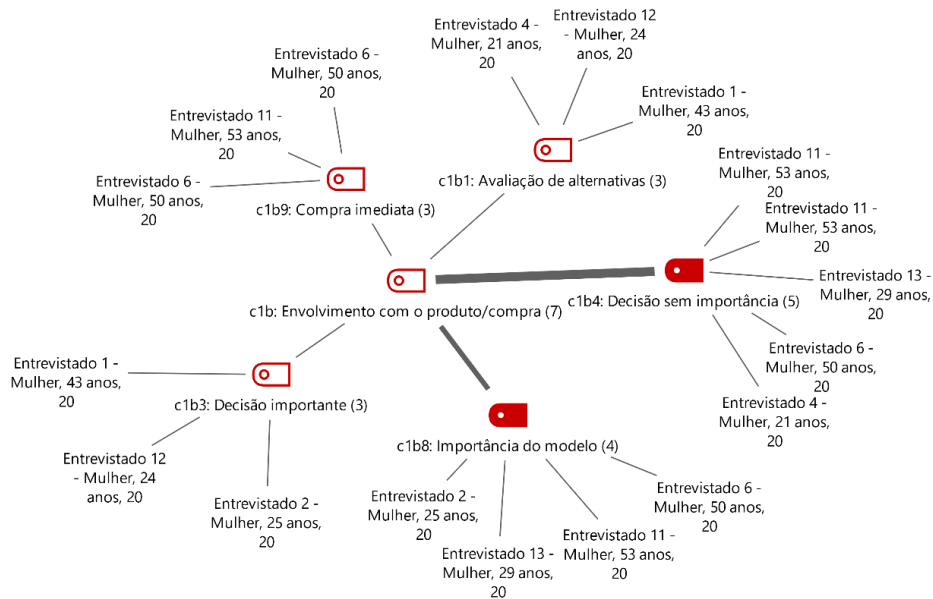 Entrevistado 6 -
Mulher, 50 anos,
20
Entrevistado 11 -
Mulher, 53 anos,
20
Entrevistado 6 -
Mulher, 50 anos,
20
c1b9: Compra imediata (3)
Entrevistado 4 -
Mulher, 21 anos,
20
Entrevistado 12
- Mulher, 24
anos, 20
Entrevistado 1 -
Mulher, 43 anos,
20
c1b1: Avaliação de alternativas (3)
Entrevistado 11 -
Mulher, 53 anos,
20
Entrevistado 11 -
Mulher, 53 anos,
20
Entrevistado 13 -
Mulher, 29 anos,
20
c1b4: Decisão sem importância (5)
Entrevistado 6 -
Mulher, 50 anos,
20
Entrevistado 4 -
Mulher, 21 anos,
20
c1b: Envolvimento com o produto/compra (7)
Entrevistado 1 -
Mulher, 43 anos,
20
c1b3: Decisão importante (3)
Entrevistado 12
- Mulher, 24
anos, 20
Entrevistado 2 -
Mulher, 25 anos,
20
c1b8: Importância do modelo (4)
Entrevistado 2 -
Mulher, 25 anos,
20
Entrevistado 13 -
Mulher, 29 anos,
20
Entrevistado 11 -
Mulher, 53 anos,
20
Entrevistado 6 -
Mulher, 50 anos,
20